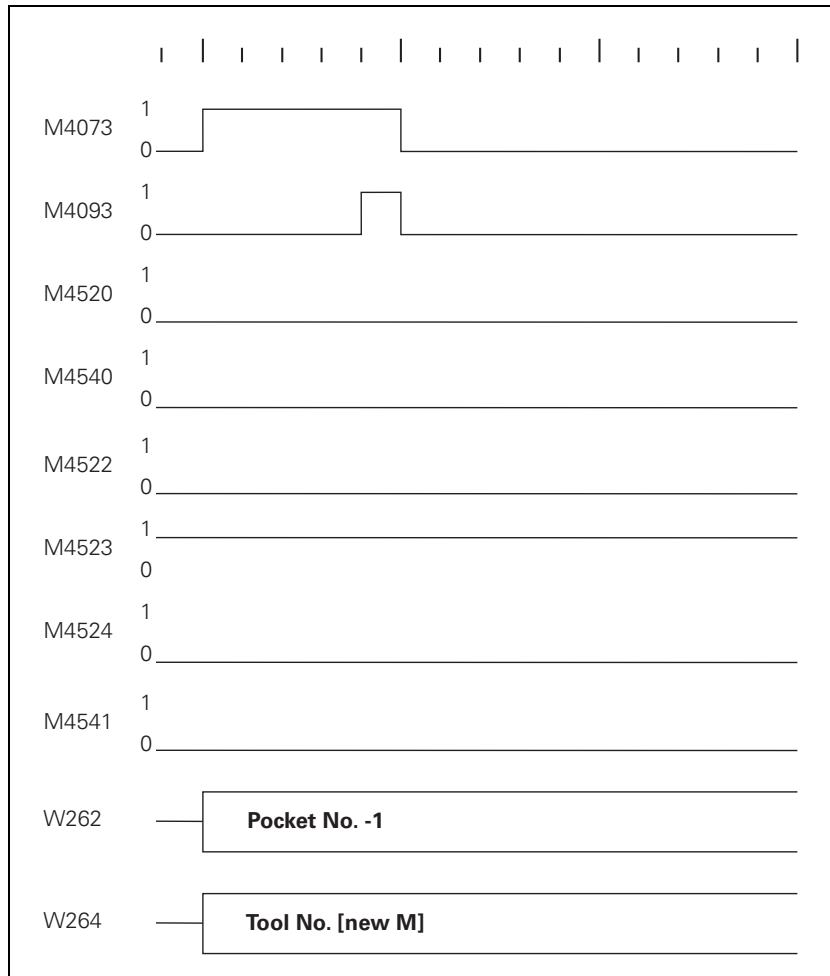 M4073 1
0
M4093 1
0
M4520 1
0
M4540 1
0
M4522 1
0
M4523 1
0
M4524 1
0
M4541 1
0
W262 Pocket No. -1
W264 Tool No. [new M]